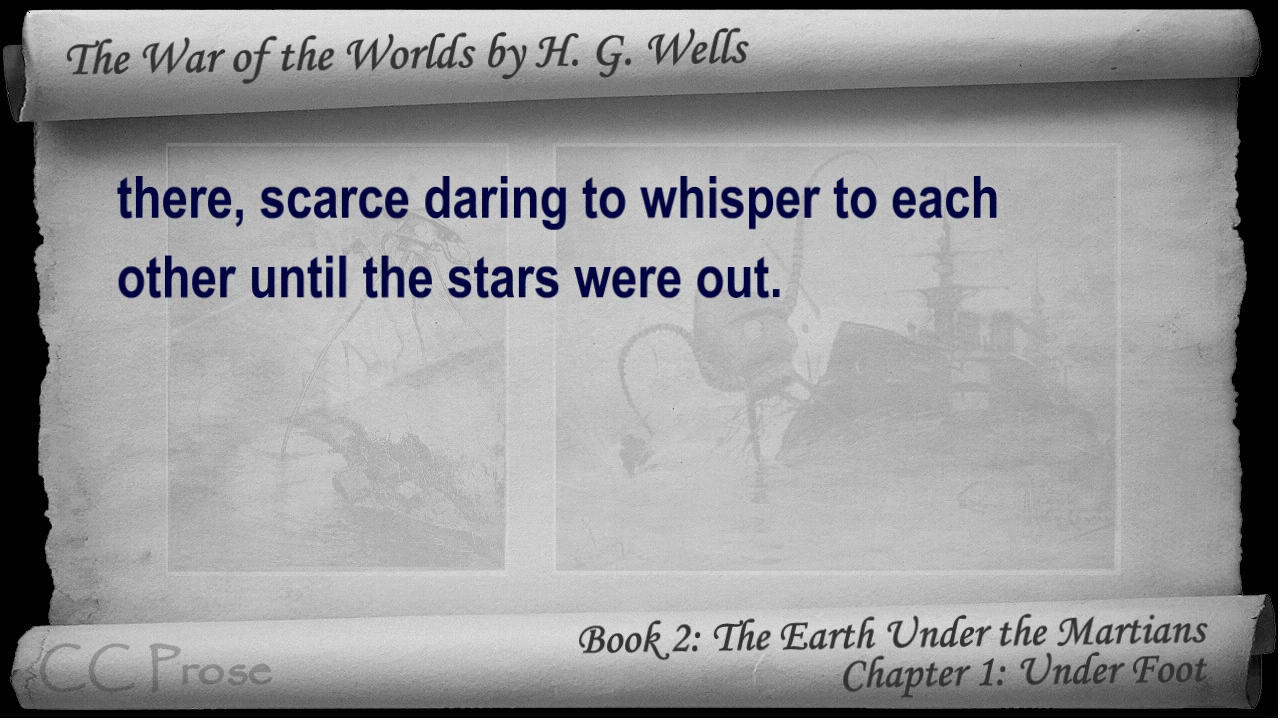 The War of the Worlds by H. G. Wells
there, scarce daring to whisper to each
other until the stars were out.
Book 2: The Earth Under the Martians
Chapter 1: Under Foot
CC Prose